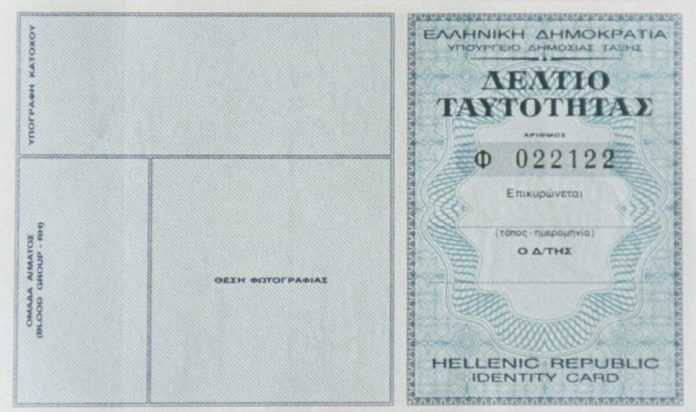 ΥΠΟΓΡΑΦΗ ΚΑΤΟΧΟΥ
ΟΜΑΔΑ ΑΙΜΑΤΟΣ
(BLOOD GROUP - RH)
ΘΕΣΗ ΦΩΤΟΓΡΑΦΙΑΣ
ΕΛΛΗΝΙΚΗ ΔΗΜΟΚΡΑΤΙΑ
ΥΠΟΥΡΓΕΙΟ ΔΗΜΟΣΙΑΣ ΤΑΞΗΣ
ΔΕΛΤΙΟ
ΤΑΥΤΟΤΗΤΑΣ
ΑΡΙΘΜΟΣ
Φ 022122
Επικυρώνεται
(τόπος - ημερομηνία)
Ο Δ/ΤΗΣ
HELLENIC REPUBLIC
IDENTITY CARD